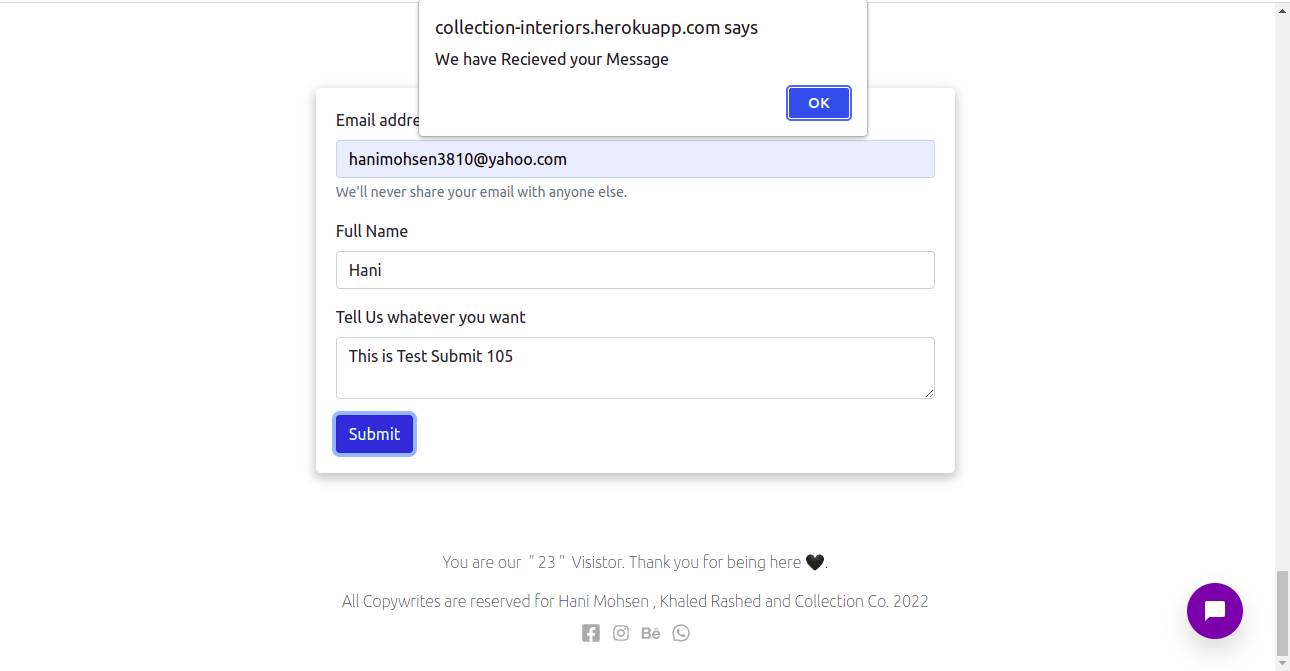 collection-interiors.herokuapp.com says
We have Recieved your Message
OK
Email addre
hanimohsen3810@yahoo.com
We'll never share your email with anyone else.
Full Name
Hani
Tell Us whatever you want
This is Test Submit 105
Submit
You are our " 23 " Visistor. Thank you for being here 🖤.
All Copywrites are reserved for Hani Mohsen , Khaled Rashed and Collection Co. 2022
Bē